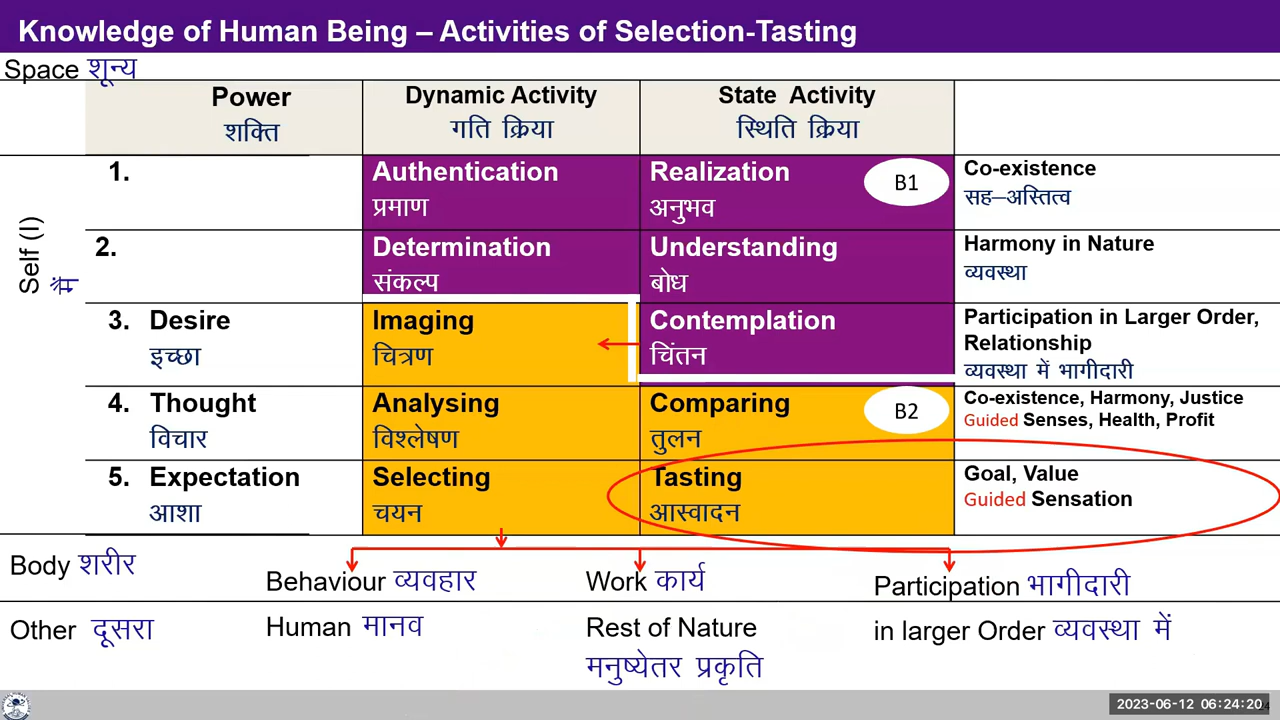 Knowledge of Human Being – Activities of Selection-Tasting
Space शून्य
Power
शक्ति
Dynamic Activity
गति क्रिया
State Activity
स्थिति क्रिया
Self (I)
मैं
1.
Authentication
प्रमाण
Realization
अनुभव
B1
Co-existence
सह–अस्तित्व
2.
Determination
संकल्प
Understanding
बोध
Harmony in Nature
व्यवस्था
3. Desire
इच्छा
Imaging
चित्रण
Contemplation
चिंतन
Participation in Larger Order,
Relationship
व्यवस्था में भागीदारी
4. Thought
विचार
Analysing
विश्लेषण
Comparing
तुलन
B2
Co-existence, Harmony, Justice
Guided Senses, Health, Profit
5. Expectation
आशा
Selecting
चयन
Tasting
आस्वादन
Goal, Value
Guided Sensation
Body शरीर
Behaviour व्यवहार
Work कार्य
Participation भागीदारी
Other दूसरा
Human मानव
Rest of Nature
मनुष्येतर प्रकृति
in larger Order व्यवस्था में
2023-06-12 06:24:20